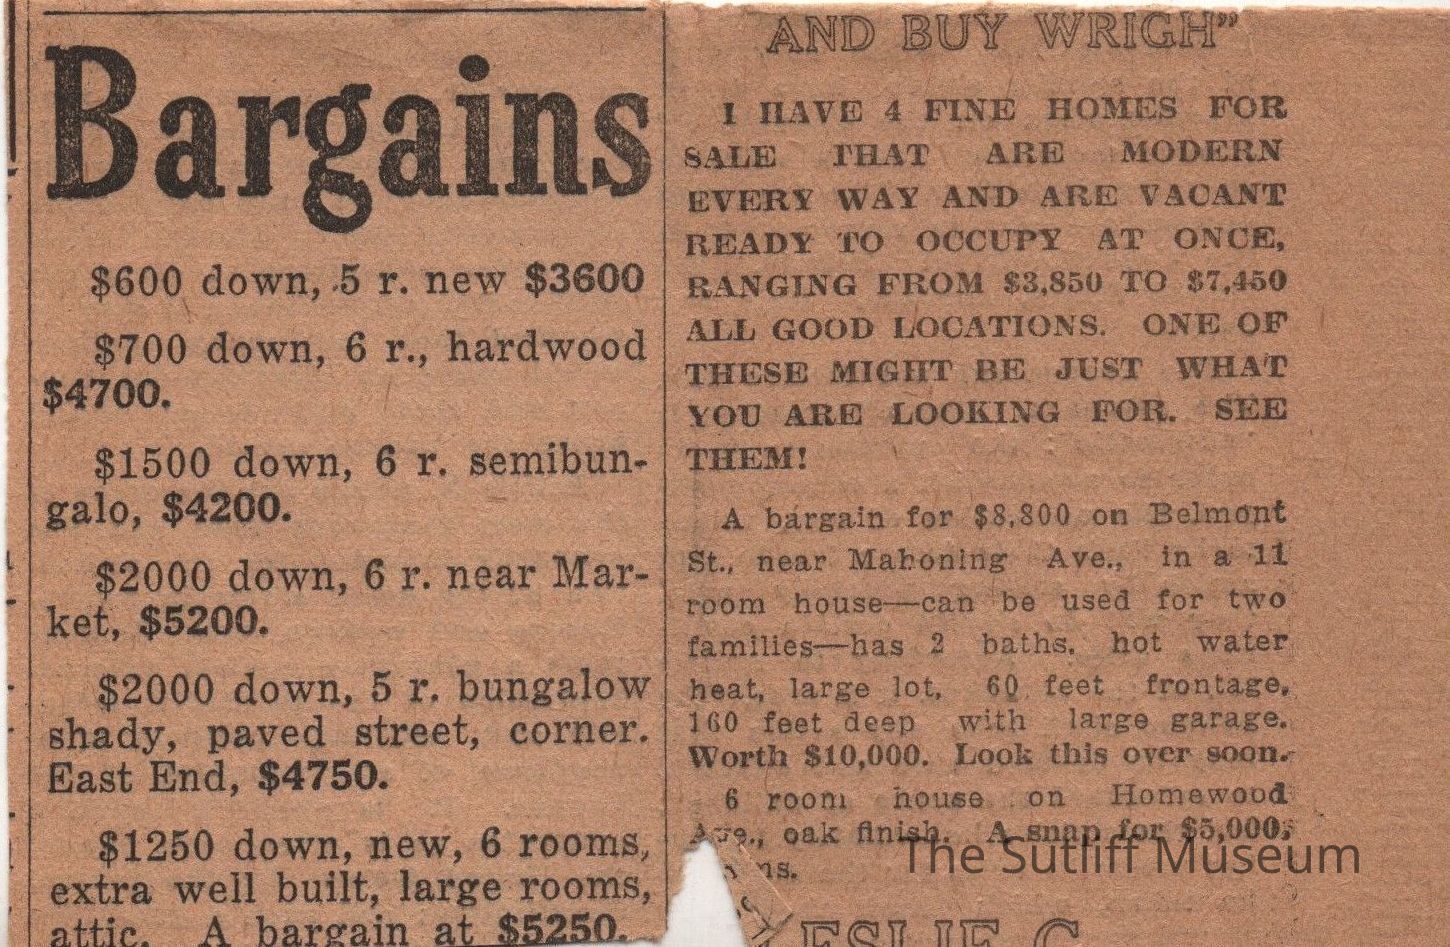 Bargains
$600 down, 5 r. new $3600
$700 down, 6 r., hardwood
$4700.
$1500 down, 6 r. semibun-
galo, $4200.
$2000 down, 6 r. near Mar-
ket, $5200.
$2000 down, 5 r. bungalow
shady, paved street, corner.
East End, $4750.
$1250 down, new, 6 rooms,
extra well built, large rooms,
attic. A bargain at $5250.
AND BUY WRIGH"
I HAVE 4 FINE HOMES FOR
SALE THAT ARE MODERN
EVERY WAY AND ARE VACANT
READY TO OCCUPY AT ONCE,
RANGING FROM $3,850 TO $7,450
ALL GOOD LOCATIONS. ONE OF
THESE MIGHT BE JUST WHAT
YOU ARE LOOKING FOR. SEE
THEM!
A bargain for $8,800 on Belmont
St., near Mahoning Ave., in a 11
room house—can be used for two
families—has 2 baths, hot water
heat, large lot, 60 feet frontage,
160 feet deep with large garage.
Worth $10,000. Look this over soon.
6 room house on Homewood
Ave., oak finish. A snap for $5,000,
The Sutliff Museum
ESLIE C